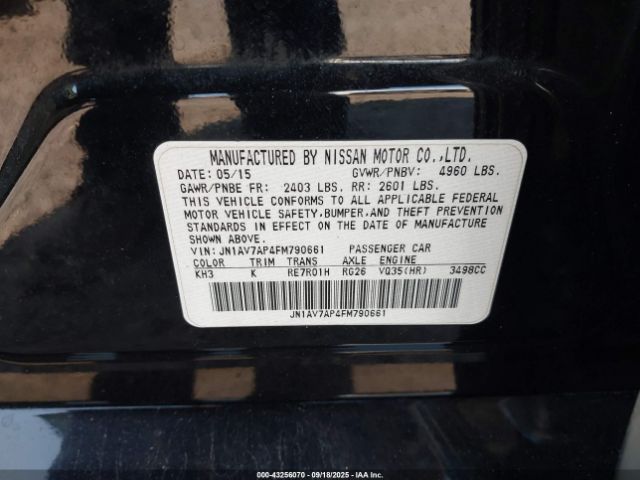 MANUFACTURED BY NISSAN MOTOR CO.,LTD.
DATE: 05/15 GVWR/PNBV: 4960 LBS.
GAWR/PNBE FR: 2403 LBS. RR: 2601 LBS.
THIS VEHICLE CONFORMS TO ALL APPLICABLE FEDERAL
MOTOR VEHICLE SAFETY,BUMPER,AND THEFT PREVENTION
STANDARDS IN EFFECT ON THE DATE OF MANUFACTURE
SHOWN ABOVE.
VIN: JN1AV7AP4FM790661 PASSENGER CAR
COLOR TRIM TRANS AXLE ENGINE
KH3 K RE7R01H RG26 VQ35(HR) 3498CC
JN1AV7AP4FM790661
000-43256070 - 09/18/2025 - IAAI.COM